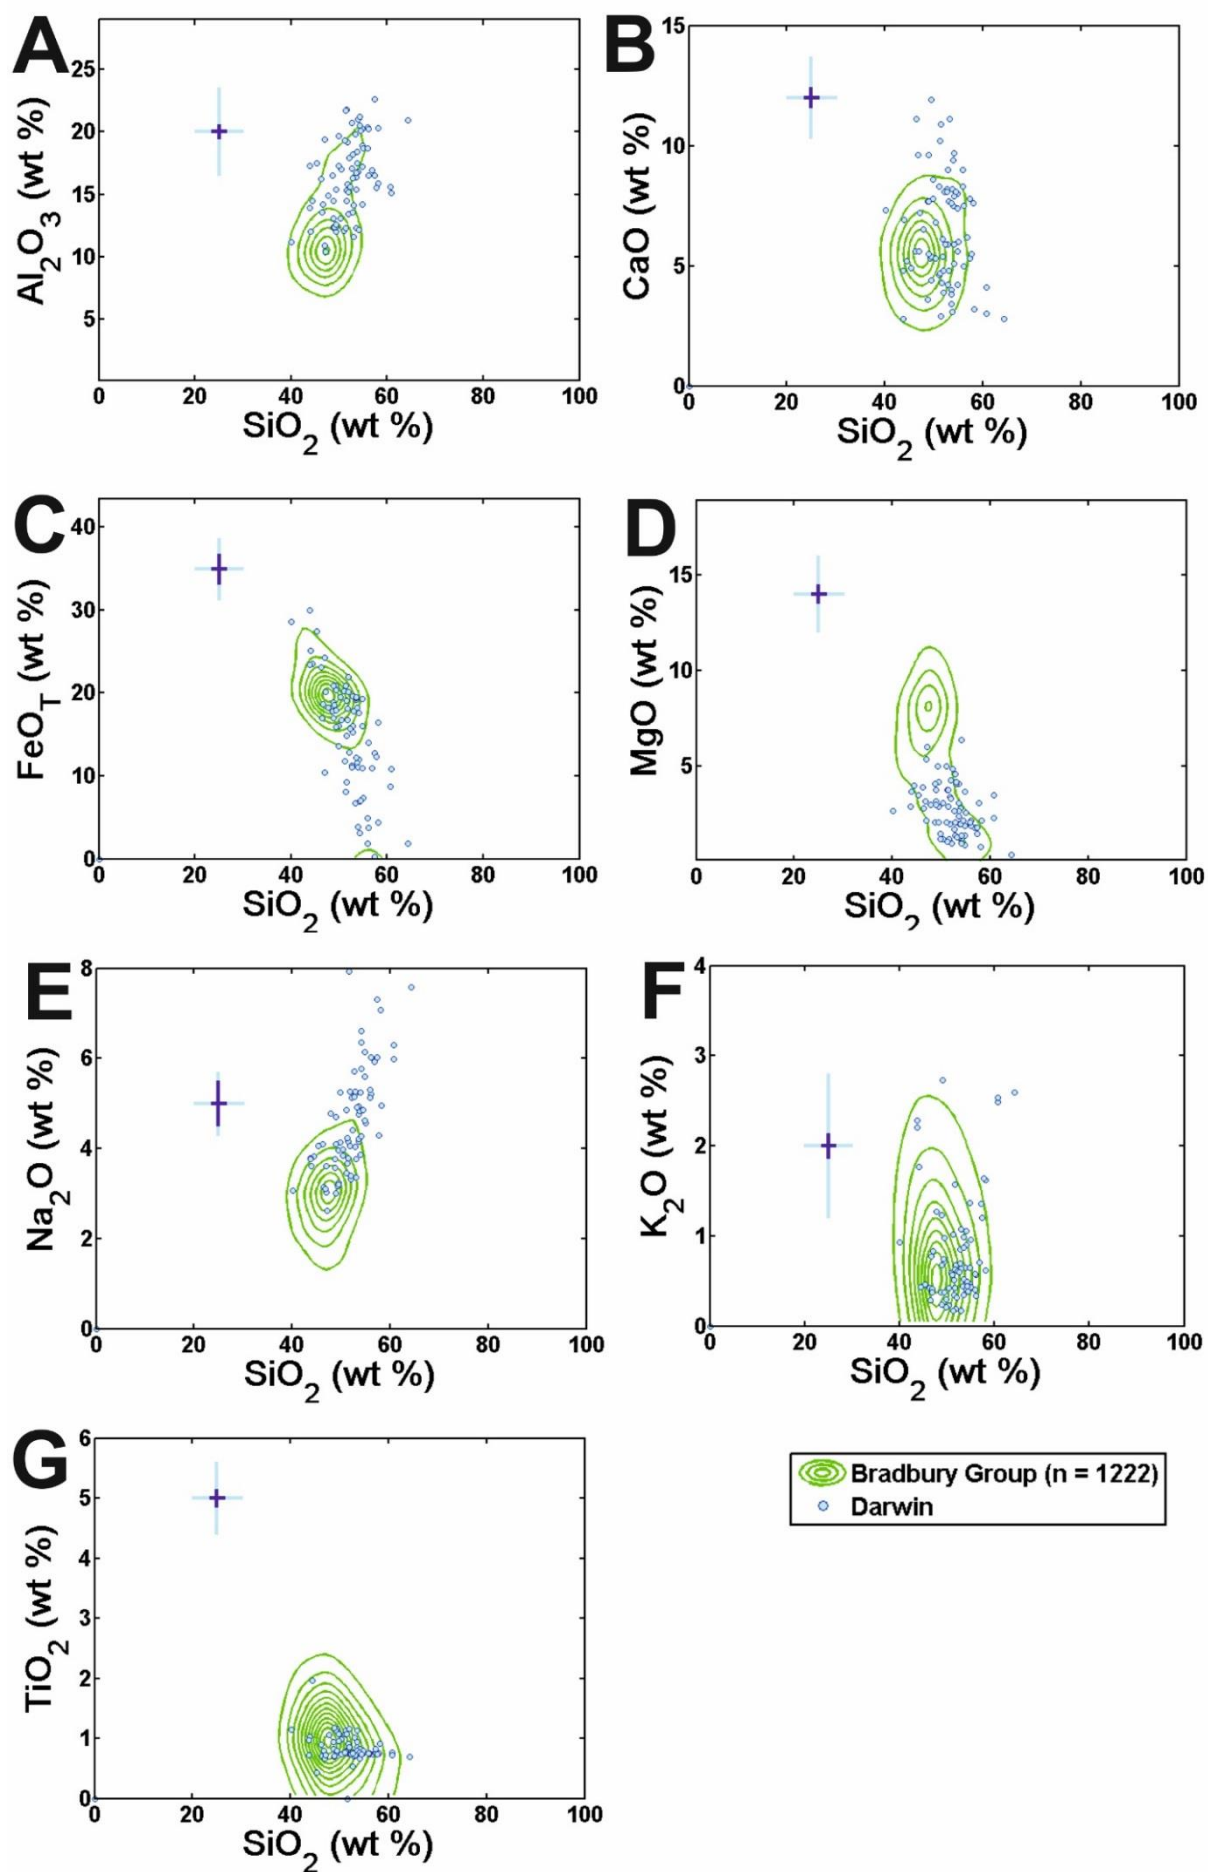 A
Al2O3 (wt %)
25
20
15
10
5
0 20 40 60 80 100
SiO2 (wt %)
B
CaO (wt %)
15
10
5
0
0 20 40 60 80 100
SiO2 (wt %)
C
FeOT (wt %)
40
30
20
10
0
0 20 40 60 80 100
SiO2 (wt %)
D
MgO (wt %)
15
10
5
0 20 40 60 80 100
SiO2 (wt %)
E
Na2O (wt %)
8
6
4
2
0
0 20 40 60 80 100
SiO2 (wt %)
F
K2O (wt %)
4
3
2
1
0
0 20 40 60 80 100
SiO2 (wt %)
G
TiO2 (wt %)
6
5
4
3
2
1
0
0 20 40 60 80 100
SiO2 (wt %)
Bradbury Group (n = 1222)
Darwin